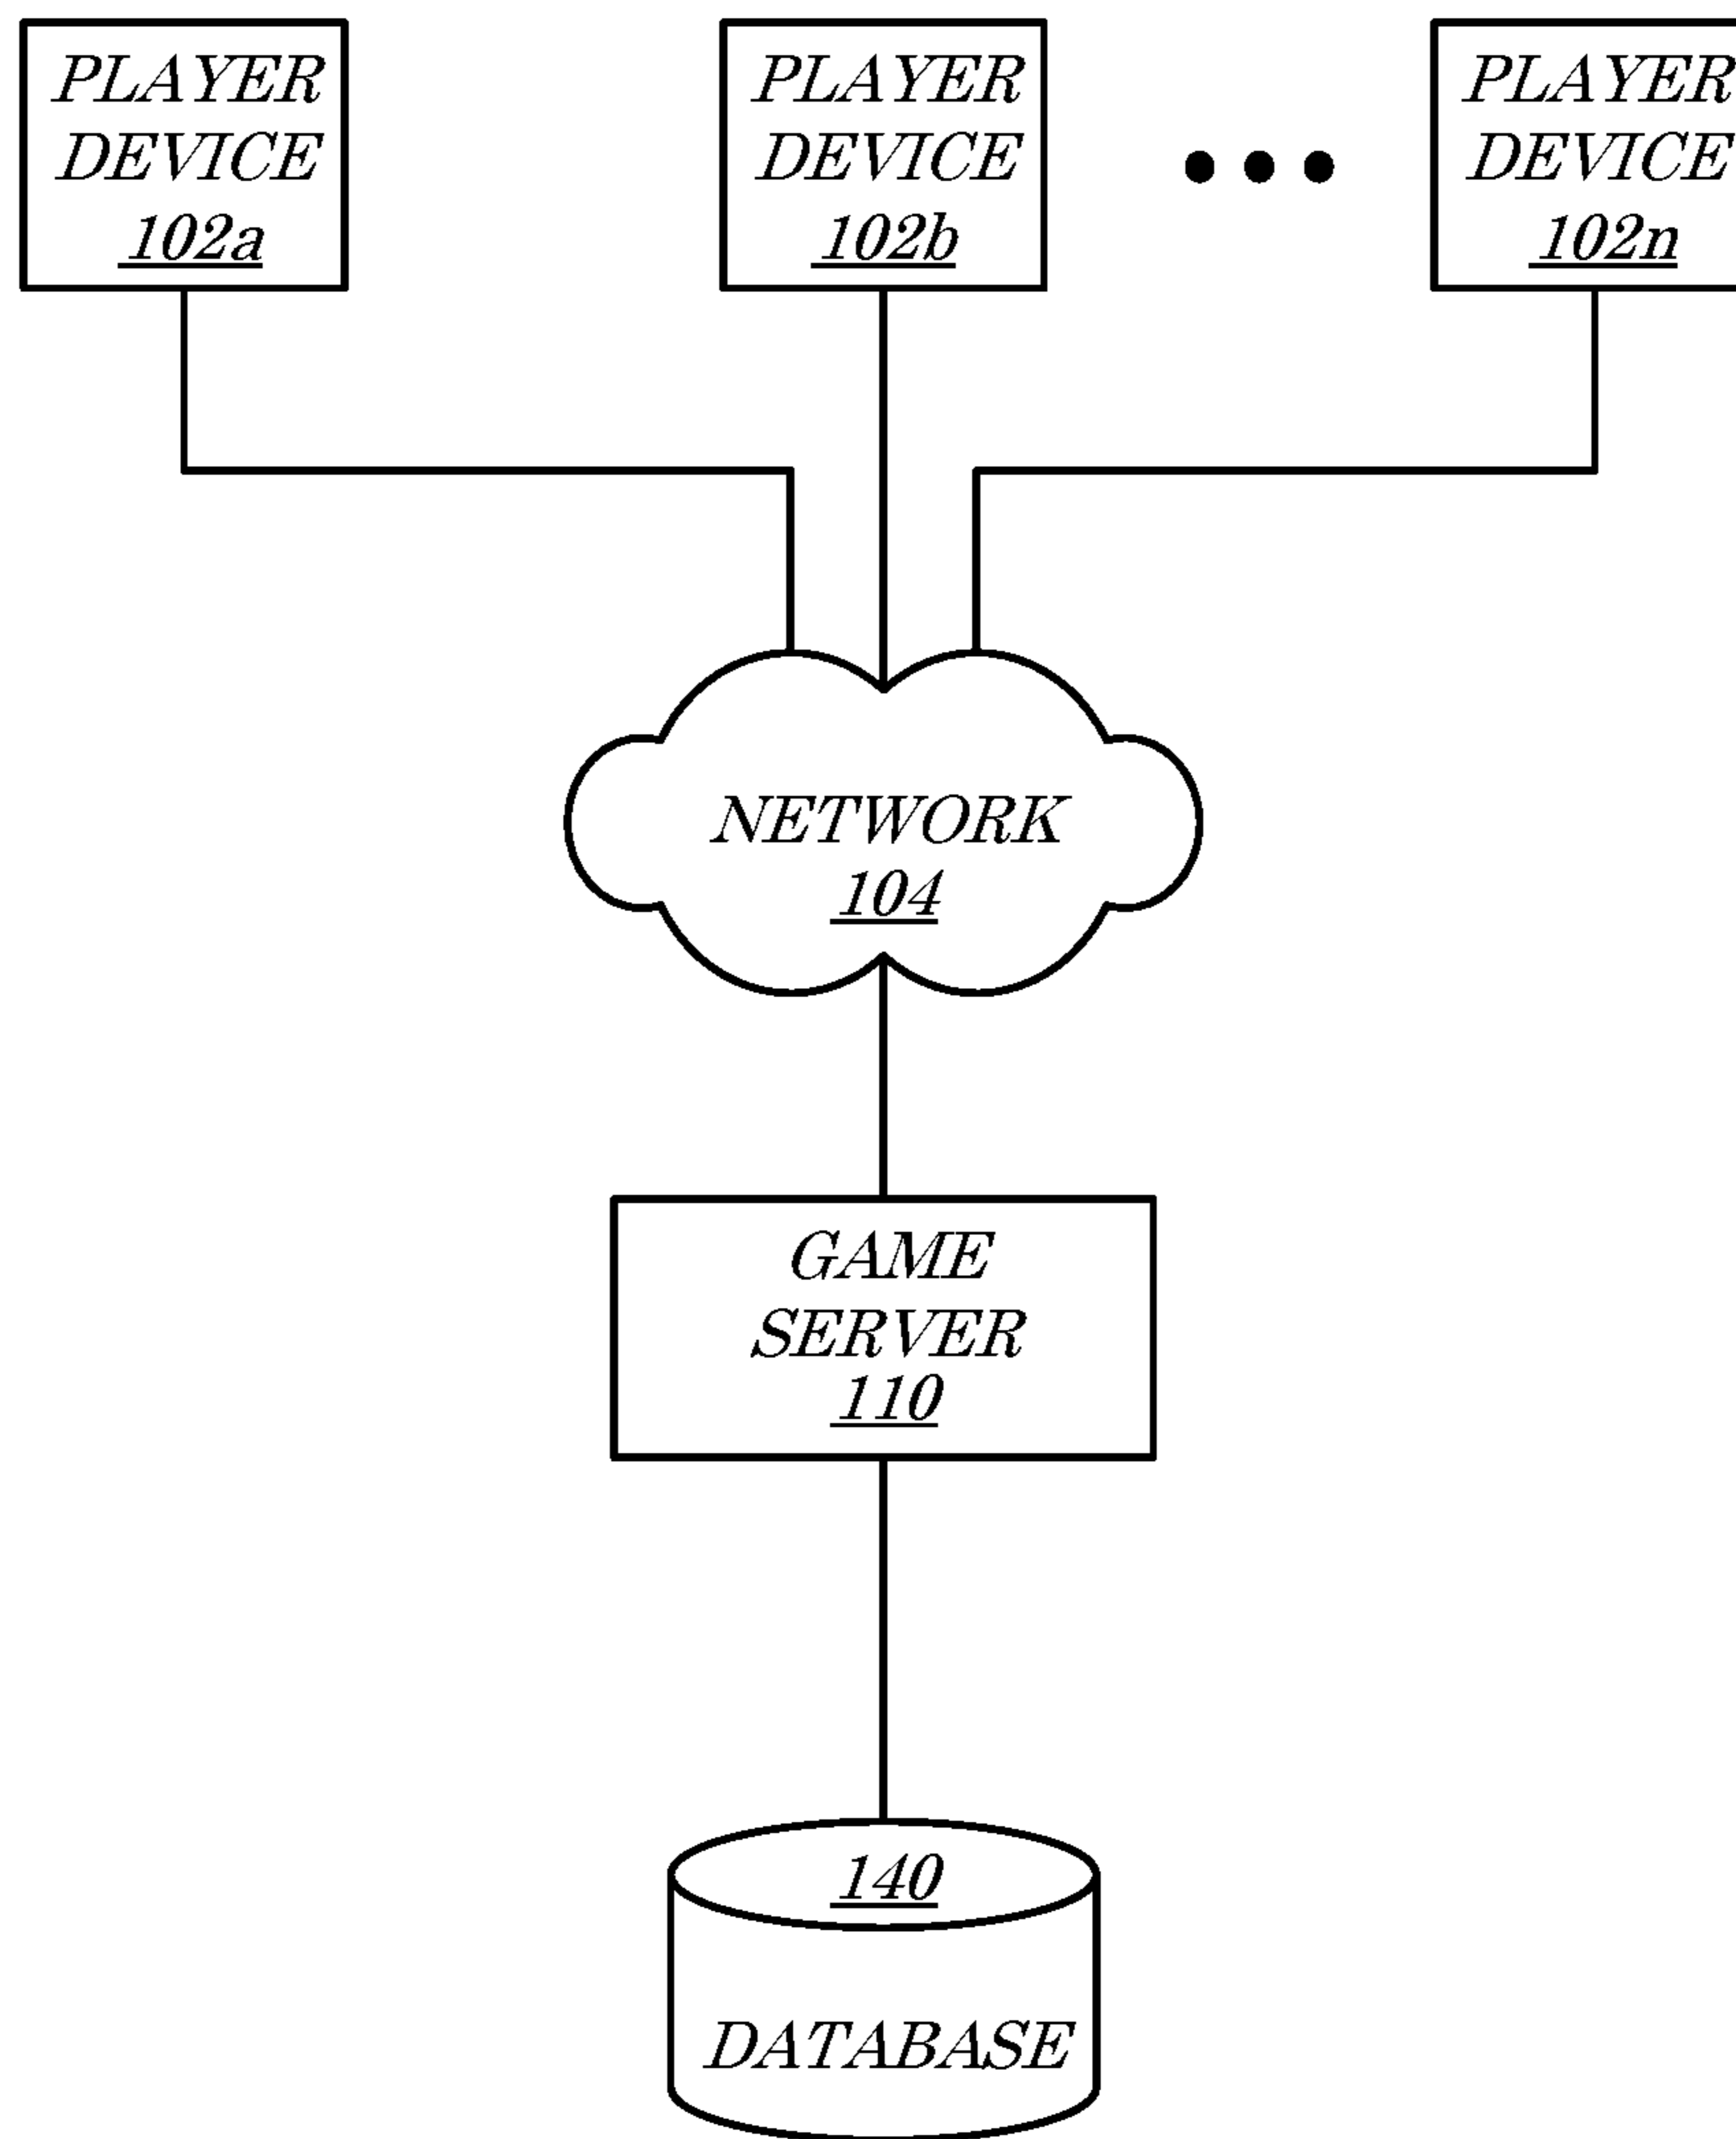 PLAYER
DEVICE
102a
PLAYER
DEVICE
102b
PLAYER
DEVICE
102n
NETWORK
104
GAME
SERVER
110
140
DATABASE